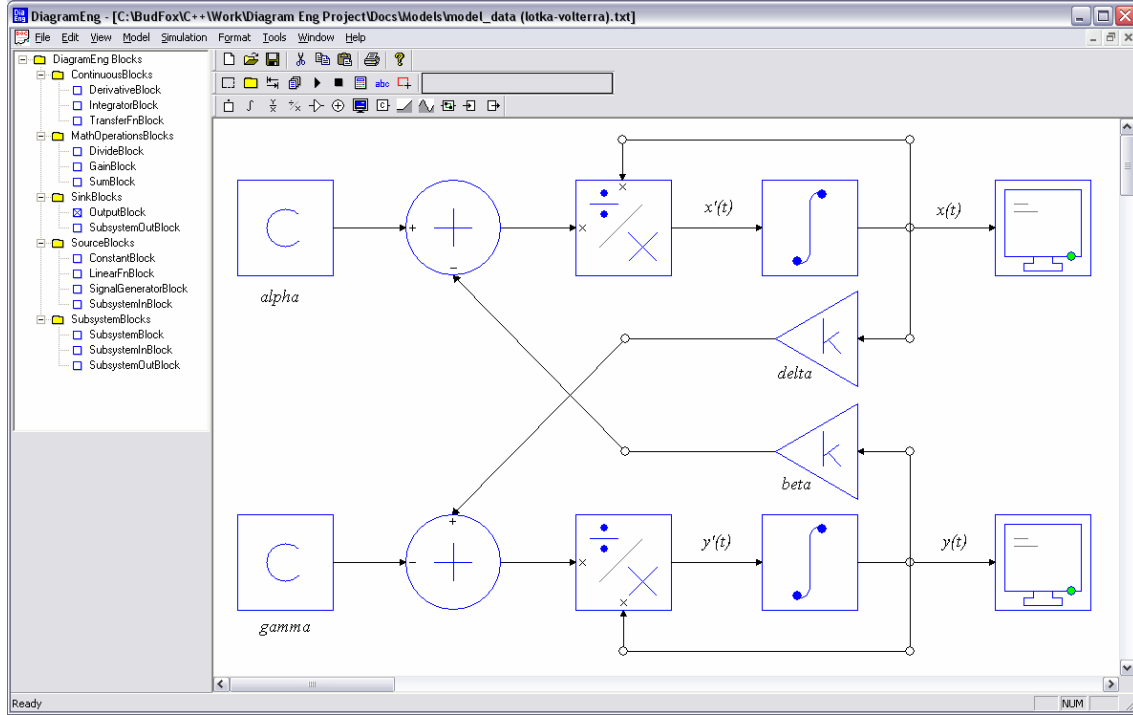 DiagramEng - [C:\BudFox\C++\Work\Diagram Eng Project\Docs\Models\model_data (lotka-volterra).txt]
File Edit View Model Simulation Format Tools Window Help
DiagramEng Blocks
ContinuousBlocks
DerivativeBlock
IntegratorBlock
TransferFnBlock
MathOperationsBlocks
DivideBlock
GainBlock
SumBlock
SinkBlocks
OutputBlock
SubsystemOutBlock
SourceBlocks
ConstantBlock
LinearFnBlock
SignalGeneratorBlock
SubsystemInBlock
SubsystemBlocks
SubsystemBlock
SubsystemInBlock
SubsystemOutBlock
abc
C
x'(t)
x(t)
alpha
k
delta
k
beta
C
y'(t)
y(t)
gamma
Ready
NUM